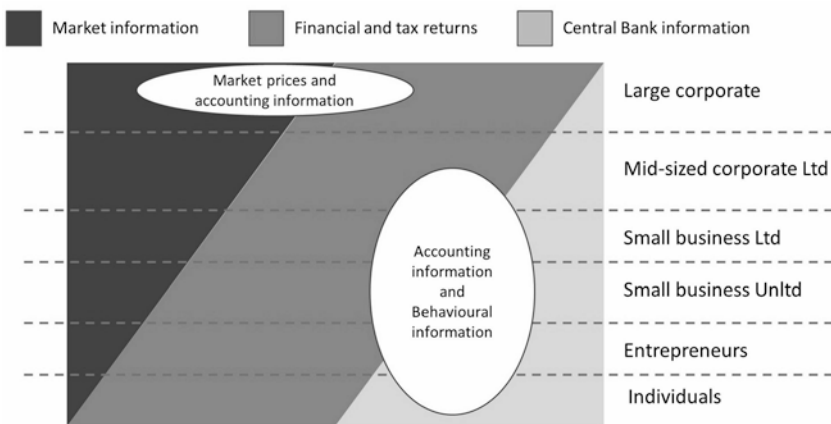 Market information
Financial and tax returns
Central Bank information
Market prices and
accounting information
Large corporate
Mid-sized corporate Ltd
Small business Ltd
Accounting
information
and
Behavioural
information
Small business Unltd
Entrepreneurs
Individuals